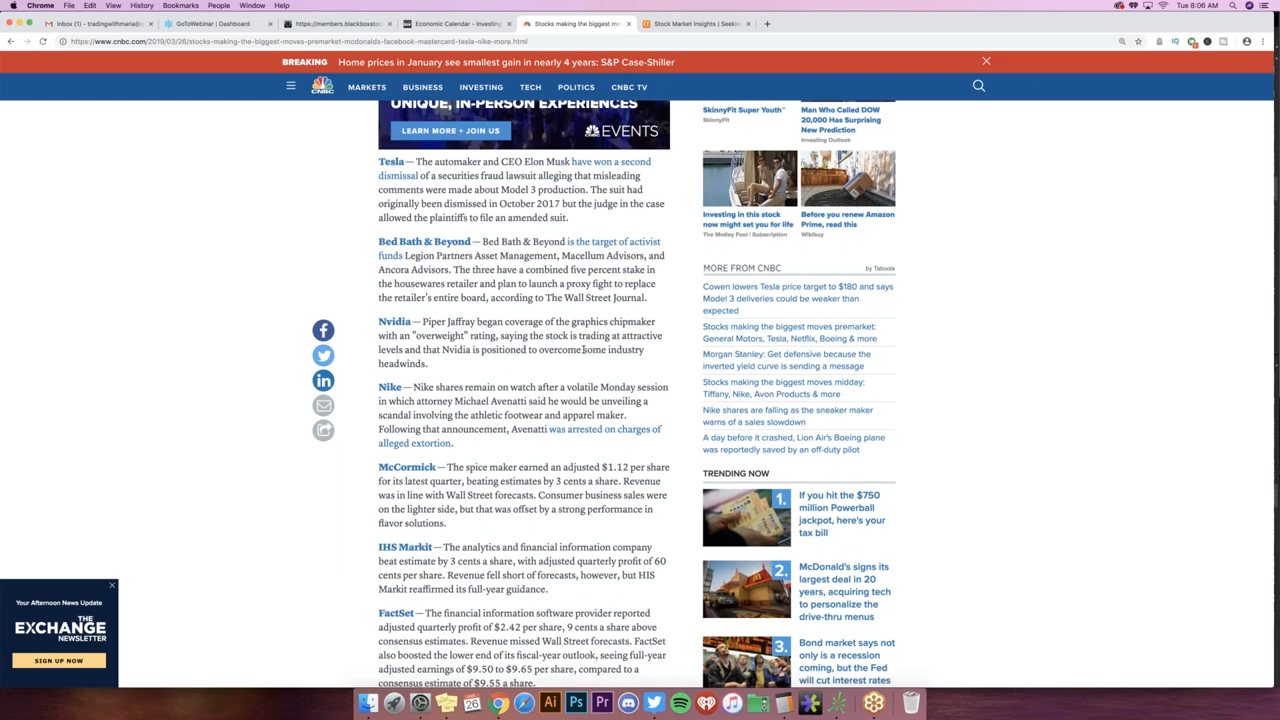 Chrome File Edit View History Bookmarks People Window Help
Tue 8:06 AM
Inbox (1) - tradingwithmaria@g
GoToWebinar | Dashboard
https://members.blackboxstoc
Economic Calendar - Investing
Stocks making the biggest mov
Stock Market Insights | Seekin
https://www.cnbc.com/2019/03/26/stocks-making-the-biggest-moves-premarket-mcdonalds-facebook-mastercard-tesla-nike-more.html
BREAKING Home prices in January see smallest gain in nearly 4 years: S&P Case-Shiller
CNBC
MARKETS BUSINESS INVESTING TECH POLITICS CNBC TV
UNIQUE, IN-PERSON EXPERIENCES
LEARN MORE + JOIN US
CNBC EVENTS
Tesla — The automaker and CEO Elon Musk have won a second
dismissal of a securities fraud lawsuit alleging that misleading
comments were made about Model 3 production. The suit had
originally been dismissed in October 2017 but the judge in the case
allowed the plaintiffs to file an amended suit.
Bed Bath & Beyond — Bed Bath & Beyond is the target of activist
funds Legion Partners Asset Management, Macellum Advisors, and
Ancora Advisors. The three have a combined five percent stake in
the housewares retailer and plan to launch a proxy fight to replace
the retailer's entire board, according to The Wall Street Journal.
Nvidia — Piper Jaffray began coverage of the graphics chipmaker
with an "overweight" rating, saying the stock is trading at attractive
levels and that Nvidia is positioned to overcome some industry
headwinds.
Nike — Nike shares remain on watch after a volatile Monday session
in which attorney Michael Avenatti said he would be unveiling a
scandal involving the athletic footwear and apparel maker.
Following that announcement, Avenatti was arrested on charges of
alleged extortion.
McCormick — The spice maker earned an adjusted $1.12 per share
for its latest quarter, beating estimates by 3 cents a share. Revenue
was in line with Wall Street forecasts. Consumer business sales were
on the lighter side, but that was offset by a strong performance in
flavor solutions.
IHS Markit — The analytics and financial information company
beat estimate by 3 cents a share, with adjusted quarterly profit of 60
cents per share. Revenue fell short of forecasts, however, but HIS
Markit reaffirmed its full-year guidance.
FactSet — The financial information software provider reported
adjusted quarterly profit of $2.42 per share, 9 cents a share above
consensus estimates. Revenue missed Wall Street forecasts. FactSet
also boosted the lower end of its fiscal-year outlook, seeing full-year
adjusted earnings of $9.50 to $9.65 per share, compared to a
consensus estimate of $9.55 a share.
SkinnyFit Super Youth™
SkinnyFit
Man Who Called DOW
20,000 Has Surprising
New Prediction
Investing Outlook
Investing in this stock
now might set you for life
The Motley Fool | Subscription
Before you renew Amazon
Prime, read this
Wikibuy
MORE FROM CNBC
by Taboola
Cowen lowers Tesla price target to $180 and says
Model 3 deliveries could be weaker than
expected
Stocks making the biggest moves premarket:
General Motors, Tesla, Netflix, Boeing & more
Morgan Stanley: Get defensive because the
inverted yield curve is sending a message
Stocks making the biggest moves midday:
Tiffany, Nike, Avon Products & more
Nike shares are falling as the sneaker maker
warns of a sales slowdown
A day before it crashed, Lion Air's Boeing plane
was reportedly saved by an off-duty pilot
TRENDING NOW
1. If you hit the $750
million Powerball
jackpot, here's your
tax bill
2. McDonald's signs its
largest deal in 20
years, acquiring tech
to personalize the
drive-thru menus
3. Bond market says not
only is a recession
coming, but the Fed
will cut interest rates
Your Afternoon News Update
THE
EXCHANGE
NEWSLETTER
SIGN UP NOW
26
Ai
Ps
Pr